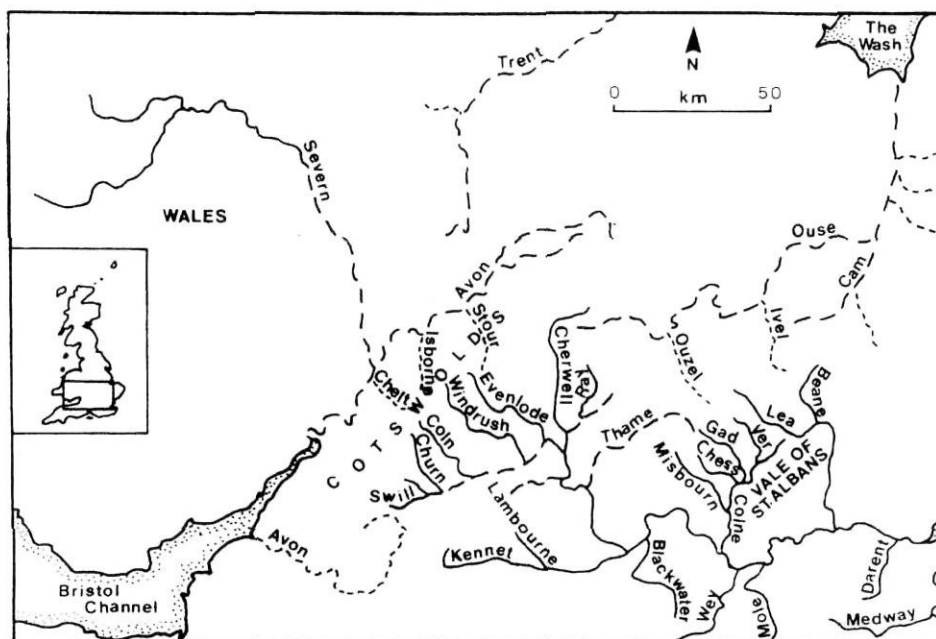 The
Wash
Trent
N
0 50
km
Severn
WALES
Ouse
Cam
Avon
Stour
Ivel
Ouzel
Isborne
Cherwell
Ray
Beane
Chelt
COTSWOLDS
Windrush
Evenlode
Lea
Ver
Thame
Gad
Coln
Churn
Chess
Misbourn
VALE OF
ST.ALBANS
Swill
Colne
Lambourne
Avon
Kennet
Blackwater
Darent
Bristol
Channel
Wey
Mole
Medway